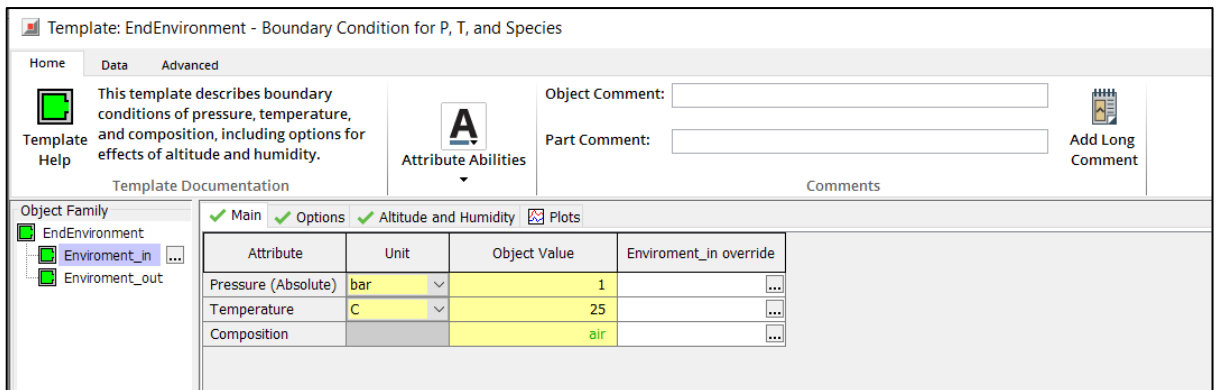 Template: EndEnvironment - Boundary Condition for P, T, and Species
Home Data Advanced
Template Help
This template describes boundary
conditions of pressure, temperature,
and composition, including options for
effects of altitude and humidity.
Template Documentation
A
Attribute Abilities
Object Comment:
Part Comment:
Add Long
Comment
Comments
Object Family
EndEnvironment
Enviroment_in ...
Enviroment_out
Main Options Altitude and Humidity Plots
Attribute Unit Object Value Enviroment_in override
Pressure (Absolute) bar 1 ...
Temperature C 25 ...
Composition air ...